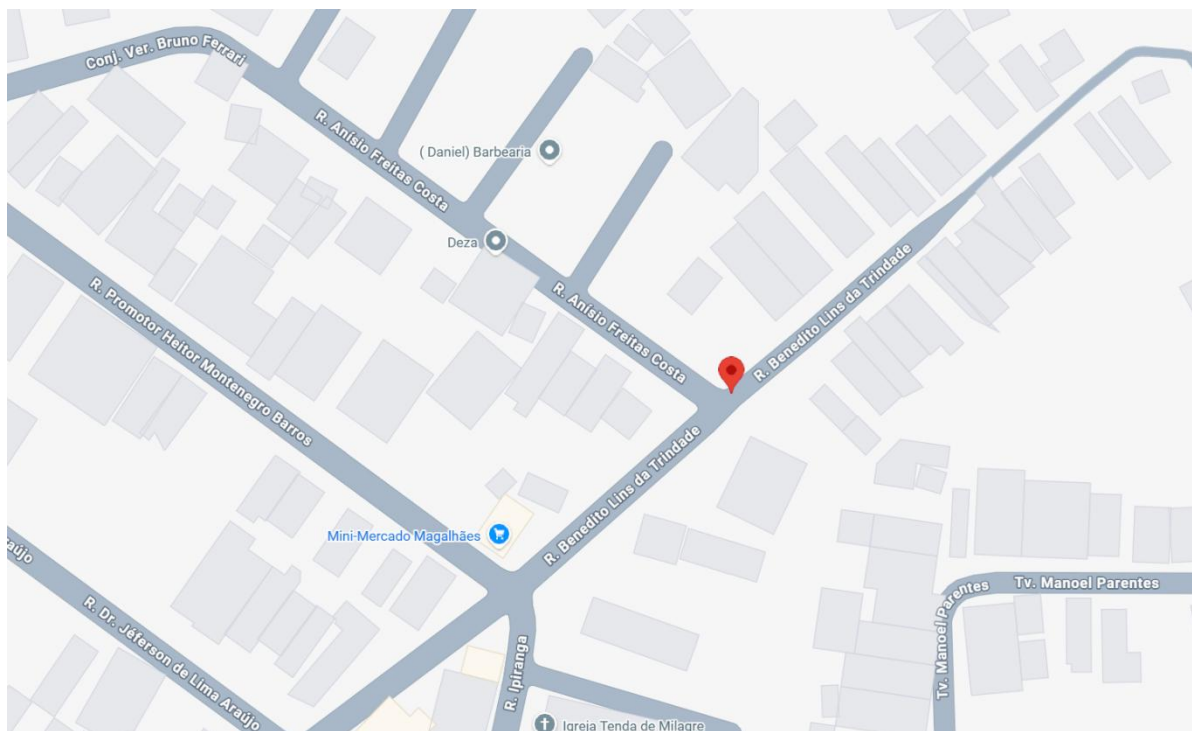 Conj. Ver. Bruno Ferrari
R. Anísio Freitas Costa
( Daniel) Barbearia
Deza
R. Anísio Freitas Costa
R. Benedito Lins da Trindade
R. Promotor Heitor Montenegro Barros
R. Benedito Lins da Trindade
Mini-Mercado Magalhães
raújo
R. Dr. Jéferson de Lima Araújo
R. Ipiranga
Tv. Manoel Parentes
Tv. Manoel Parentes
Igreja Tenda de Milagre